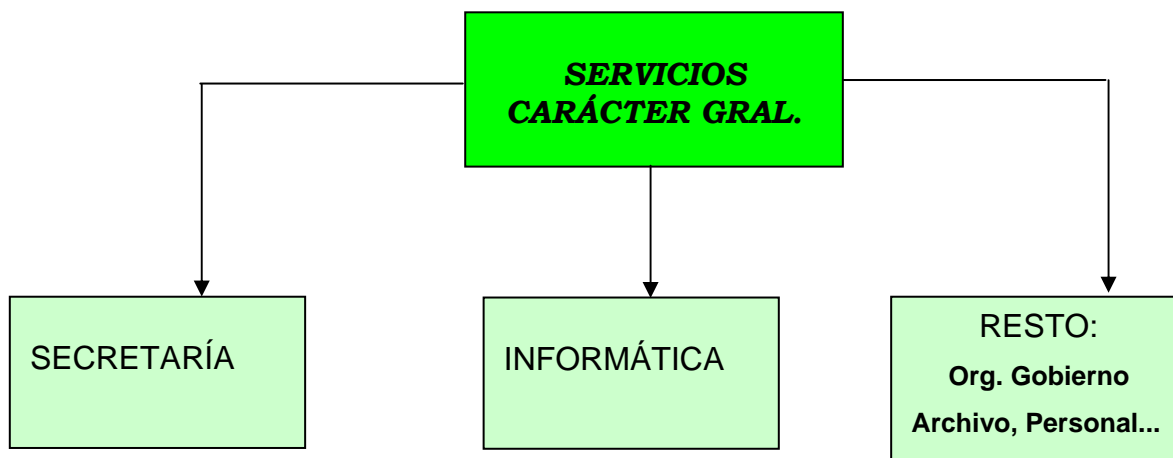 SERVICIOS
CARÁCTER GRAL.
SECRETARÍA
INFORMÁTICA
RESTO:
Org. Gobierno
Archivo, Personal...